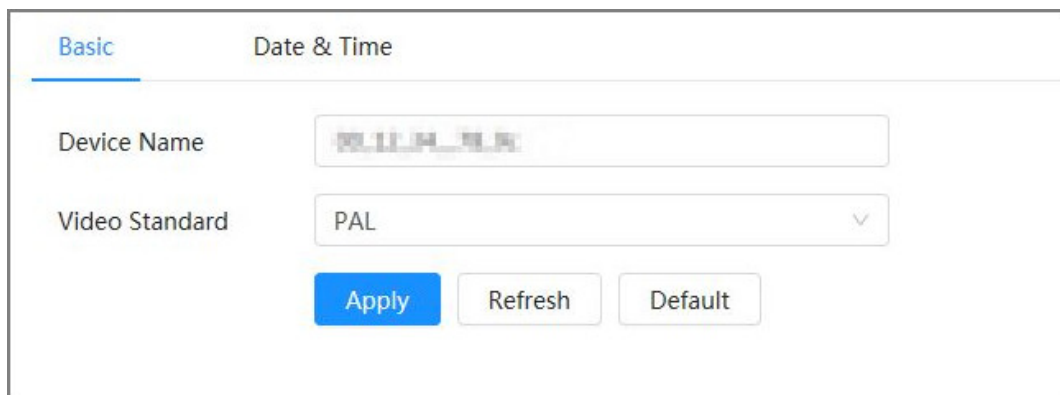 Basic Date & Time
Device Name
Video Standard PAL
Apply Refresh Default